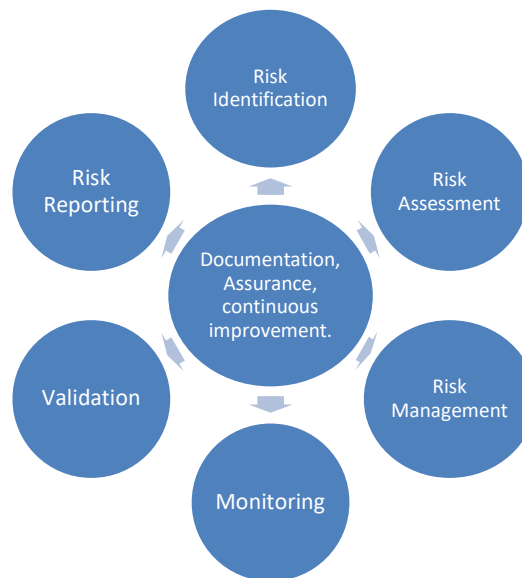 Risk
Identification
Risk
Reporting
Risk
Assessment
Documentation,
Assurance,
continuous
improvement.
Validation
Risk
Management
Monitoring